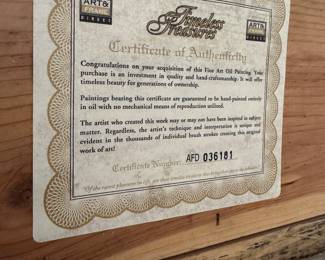 ART&
FRAME
DIRECT
Timeless
Treasures
ART&
FRAME
DIRECT
Certificate of Authenticity
Congratulations on your acquisition of this Fine Art Oil Painting. Your
purchase is an investment in quality and hand-craftsmanship. It will offer
timeless beauty for generations of ownership.
Paintings bearing this certificate are guaranteed to be hand-painted entirely
in oil with no mechanical means of reproduction utilized.
The artist who created this work may or may not have been inspired by subject
matter. Regardless, the artist's technique and interpretation is unique and
evident in the thousands of individual brush strokes creating this original
work of art!
Certificate Number: AFD 036181